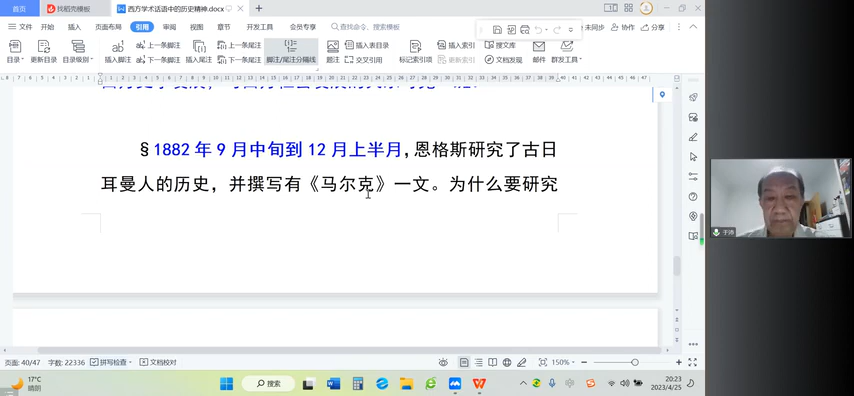 首页 找稻壳模板 西方学术话语中的历史精神.docx
文件 开始 插入 页面布局 引用 审阅 视图 章节 开发工具 会员专享 查找命令、搜索模板 未同步 协作 分享
上一条脚注 上一条尾注 插入表目录 插入索引 搜文库
目录 更新目录 目录级别 插入脚注 下一条脚注 插入尾注 下一条尾注 脚注/尾注分隔线 题注 交叉引用 标记索引项 更新索引 文档发现 邮件 群发工具
§1882年9月中旬到12月上半月,恩格斯研究了古日
耳曼人的历史，并撰写有《马尔克》一文。为什么要研究
于沛
页面: 40/47 字数: 22336 拼写检查 文档校对 150%
17°C
晴朗
搜索
20:23
2023/4/25